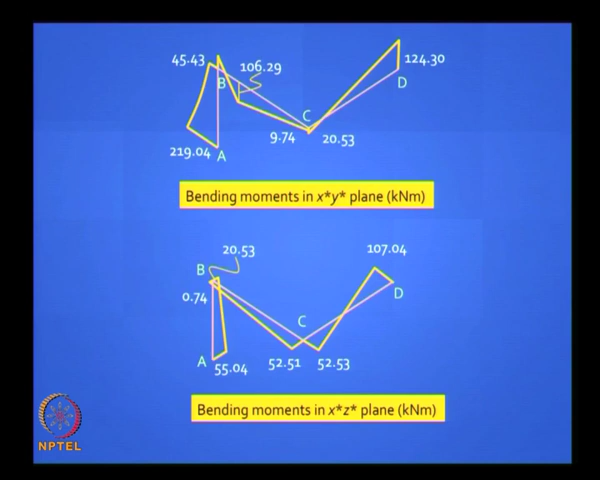 45.43
106.29
124.30
B
D
C
9.74
20.53
219.04
A
Bending moments in x*y* plane (kNm)
20.53
107.04
B
0.74
D
C
A
55.04
52.51
52.53
Bending moments in x*z* plane (kNm)
NPTEL